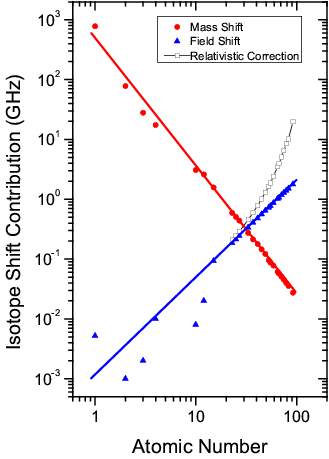 Mass Shift
Field Shift
Relativistic Correction
Isotope Shift Contribution (GHz)
10³
10²
10¹
10⁰
10⁻¹
10⁻²
10⁻³
1
10
100
Atomic Number